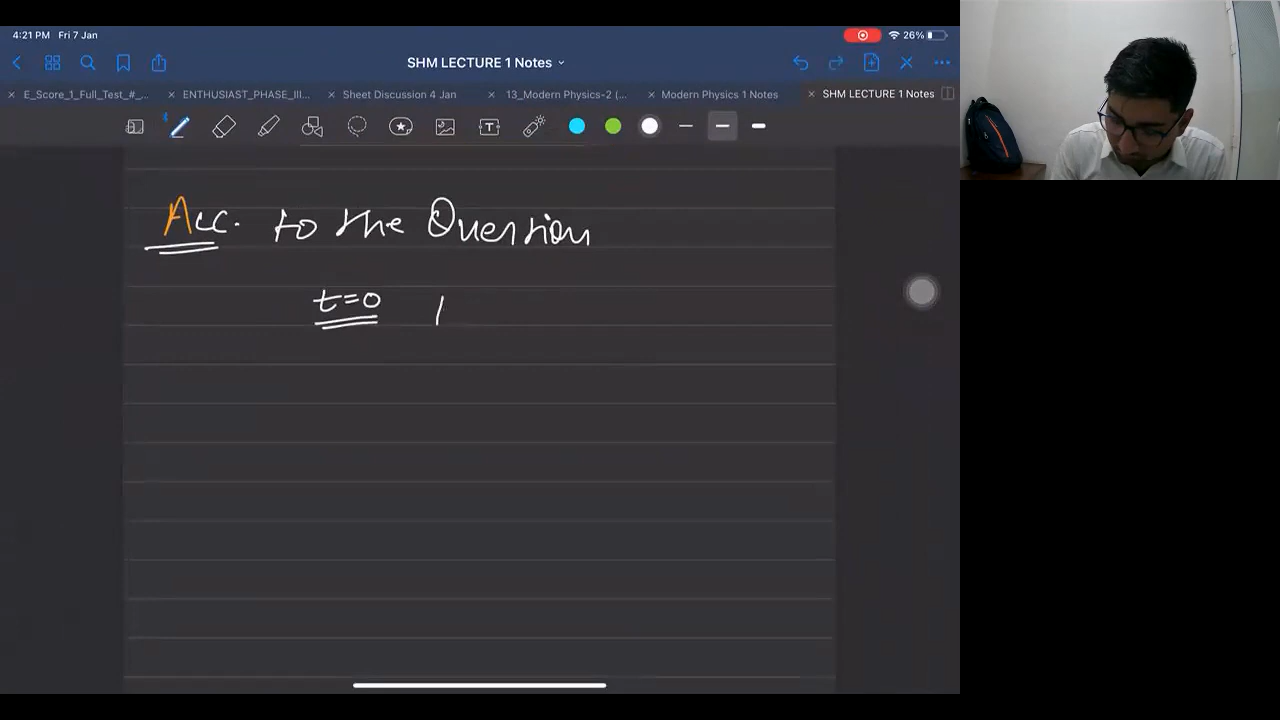 4:21 PM Fri 7 Jan 26%
SHM LECTURE 1 Notes
E_Score_1_Full_Test_#_... ENTHUSIAST_PHASE_III... Sheet Discussion 4 Jan 13_Modern Physics-2 (... Modern Physics 1 Notes SHM LECTURE 1 Notes
Acc. to the Question
t=0